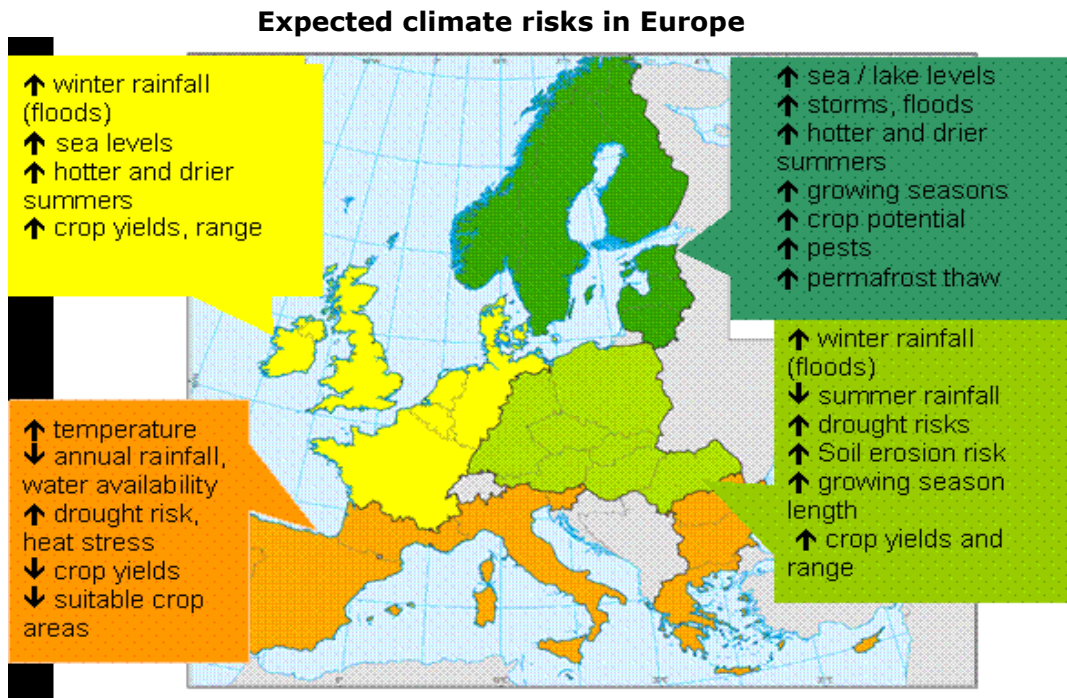 Expected climate risks in Europe
↑ winter rainfall
(floods)
↑ sea levels
↑ hotter and drier
summers
↑ crop yields, range
↑ sea / lake levels
↑ storms, floods
↑ hotter and drier
summers
↑ growing seasons
↑ crop potential
↑ pests
↑ permafrost thaw
↑ temperature
↓ annual rainfall,
water availability
↑ drought risk,
heat stress
↓ crop yields
↓ suitable crop
areas
↑ winter rainfall
(floods)
↓ summer rainfall
↑ drought risks
↑ Soil erosion risk
↑ growing season
length
↑ crop yields and
range